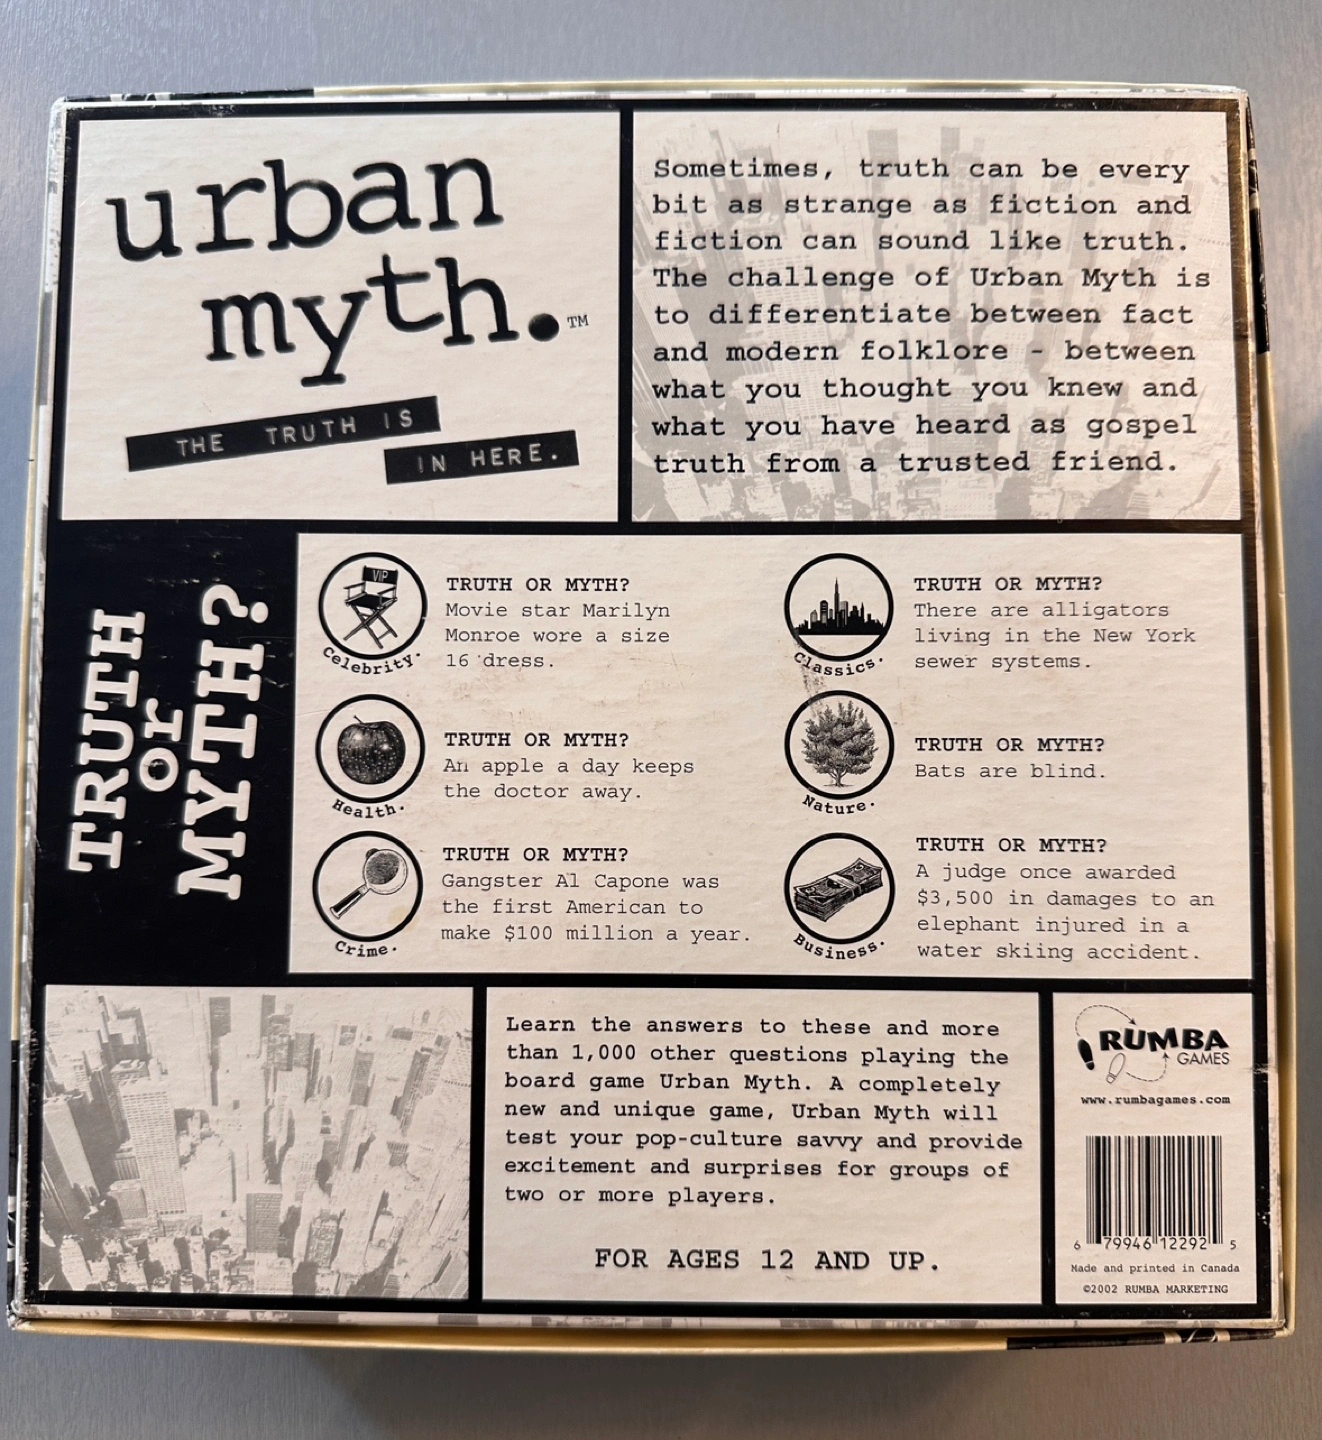 urban
myth.™
THE TRUTH IS
IN HERE.
Sometimes, truth can be every
bit as strange as fiction and
fiction can sound like truth.
The challenge of Urban Myth is
to differentiate between fact
and modern folklore - between
what you thought you knew and
what you have heard as gospel
truth from a trusted friend.
TRUTH
or
MYTH?
VIP
Celebrity.
TRUTH OR MYTH?
Movie star Marilyn
Monroe wore a size
16 dress.
Classics.
TRUTH OR MYTH?
There are alligators
living in the New York
sewer systems.
Health.
TRUTH OR MYTH?
An apple a day keeps
the doctor away.
Nature.
TRUTH OR MYTH?
Bats are blind.
Crime.
TRUTH OR MYTH?
Gangster Al Capone was
the first American to
make $100 million a year.
Business.
TRUTH OR MYTH?
A judge once awarded
$3,500 in damages to an
elephant injured in a
water skiing accident.
Learn the answers to these and more
than 1,000 other questions playing the
board game Urban Myth. A completely
new and unique game, Urban Myth will
test your pop-culture savvy and provide
excitement and surprises for groups of
two or more players.
FOR AGES 12 AND UP.
RUMBA
GAMES
www.rumbagames.com
6 79946 12292 5
Made and printed in Canada
©2002 RUMBA MARKETING